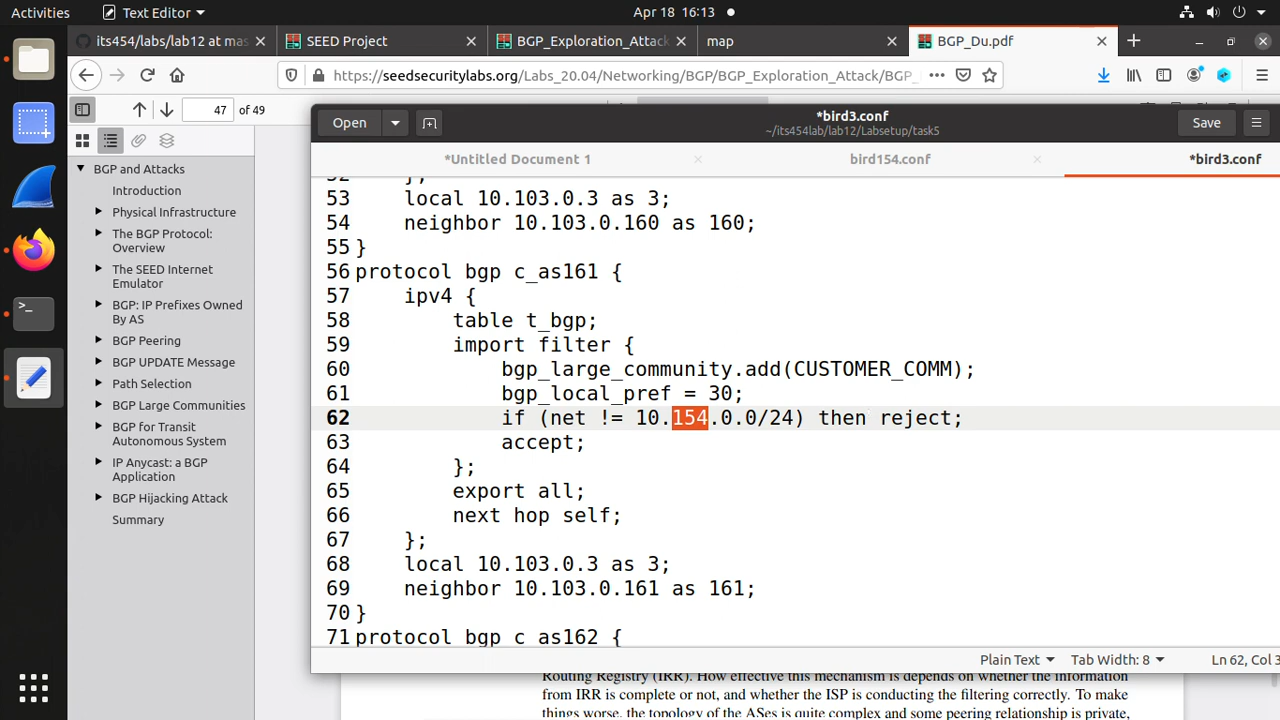 Activities
Text Editor
Apr 18 16:13
its454/labs/lab12 at mas
SEED Project
BGP_Exploration_Attack
map
BGP_Du.pdf
https://seedsecuritylabs.org/Labs_20.04/Networking/BGP/BGP_Exploration_Attack/BGP_
47 of 49
BGP and Attacks
Introduction
Physical Infrastructure
The BGP Protocol:
Overview
The SEED Internet
Emulator
BGP: IP Prefixes Owned
By AS
BGP Peering
BGP UPDATE Message
Path Selection
BGP Large Communities
BGP for Transit
Autonomous System
IP Anycast: a BGP
Application
BGP Hijacking Attack
Summary
Open
*bird3.conf
~/its454lab/lab12/Labsetup/task5
Save
*Untitled Document 1
bird154.conf
*bird3.conf
52 };
53 local 10.103.0.3 as 3;
54 neighbor 10.103.0.160 as 160;
55 }
56 protocol bgp c_as161 {
57 ipv4 {
58 table t_bgp;
59 import filter {
60 bgp_large_community.add(CUSTOMER_COMM);
61 bgp_local_pref = 30;
62 if (net != 10.154.0.0/24) then reject;
63 accept;
64 };
65 export all;
66 next hop self;
67 };
68 local 10.103.0.3 as 3;
69 neighbor 10.103.0.161 as 161;
70 }
71 protocol bgp c_as162 {
Plain Text
Tab Width: 8
Ln 62, Col 3
Routing Registry (IRR). How effective this mechanism is depends on whether the information
from IRR is complete or not, and whether the ISP is conducting the filtering correctly. To make
things worse, the topology of the ASes is quite complex and some peering relationship is private,